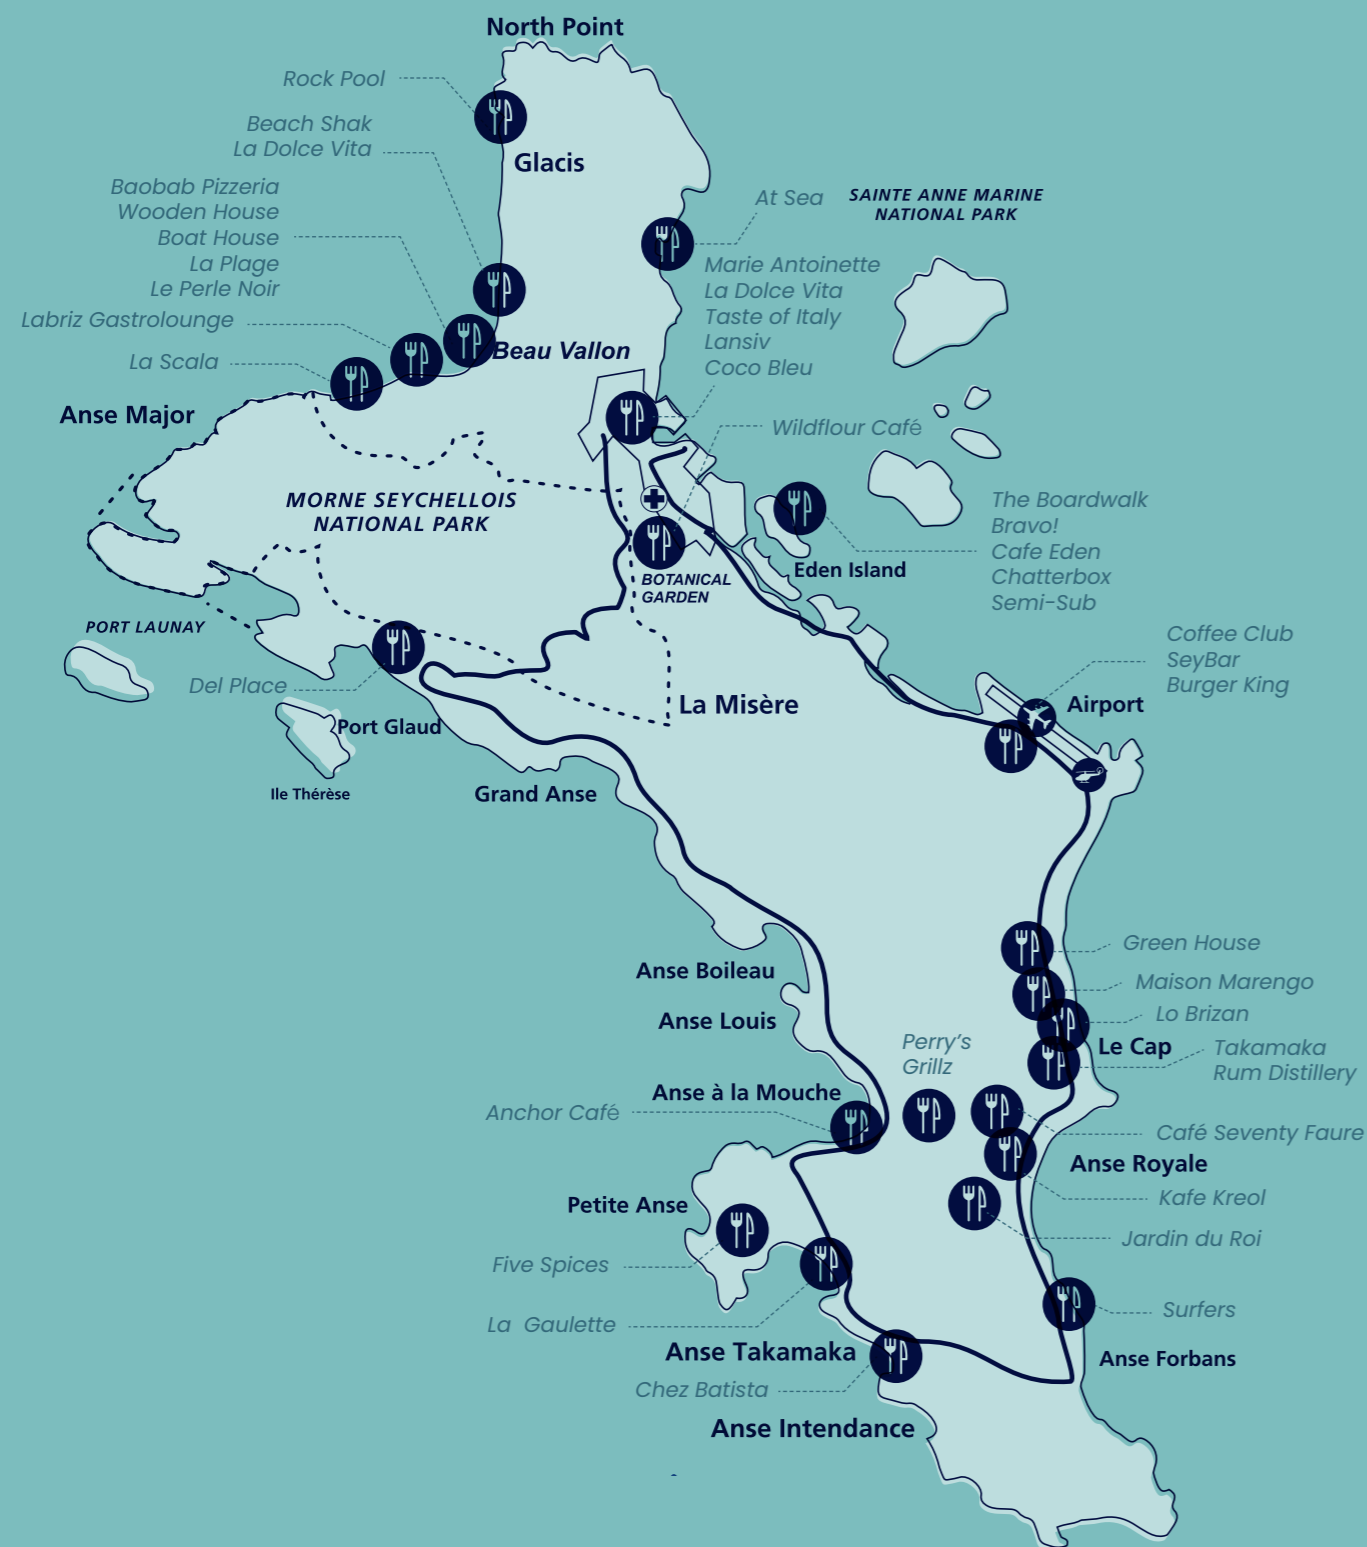 North Point
Rock Pool
Beach Shak
La Dolce Vita
Glacis
Baobab Pizzeria
Wooden House
Boat House
La Plage
Le Perle Noir
At Sea
SAINTE ANNE MARINE
NATIONAL PARK
Marie Antoinette
La Dolce Vita
Taste of Italy
Lansiv
Coco Bleu
Labriz Gastrolounge
La Scala
Beau Vallon
Anse Major
Wildflour Café
MORNE SEYCHELLOIS
NATIONAL PARK
The Boardwalk
Bravo!
Cafe Eden
Chatterbox
Semi-Sub
Eden Island
BOTANICAL
GARDEN
PORT LAUNAY
Coffee Club
SeyBar
Burger King
Del Place
La Misère
Airport
Port Glaud
Ile Thérèse
Grand Anse
Green House
Anse Boileau
Maison Marengo
Anse Louis
Lo Brizan
Le Cap
Perry’s
Grillz
Takamaka
Rum Distillery
Anse à la Mouche
Anchor Café
Café Seventy Faure
Anse Royale
Petite Anse
Kafe Kreol
Jardin du Roi
Five Spices
La Gaulette
Surfers
Anse Takamaka
Anse Forbans
Chez Batista
Anse Intendance